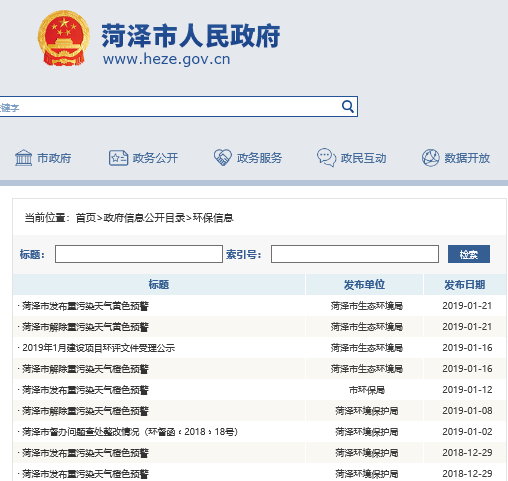 菏泽市人民政府
www.heze.gov.cn
键字
市政府 政务公开 政务服务 政民互动 数据开放
当前位置：首页>政府信息公开目录>环保信息
标题： 索引号： 检索
标题 发布单位 发布日期
· 菏泽市发布重污染天气黄色预警 菏泽市生态环境局 2019-01-21
· 菏泽市解除重污染天气黄色预警 菏泽市生态环境局 2019-01-21
· 2019年1月建设项目环评文件受理公示 菏泽市生态环境局 2019-01-16
· 菏泽市解除重污染天气橙色预警 菏泽市生态环境局 2019-01-16
· 菏泽市发布重污染天气橙色预警 市环保局 2019-01-12
· 菏泽市解除重污染天气橙色预警 菏泽环境保护局 2019-01-08
· 菏泽市督办问题查处整改情况（环督函﹝2018﹞18号） 菏泽环境保护局 2019-01-02
· 菏泽市发布重污染天气橙色预警 菏泽环境保护局 2018-12-29
· 菏泽市发布重污染天气橙色预警 菏泽环境保护局 2018-12-29